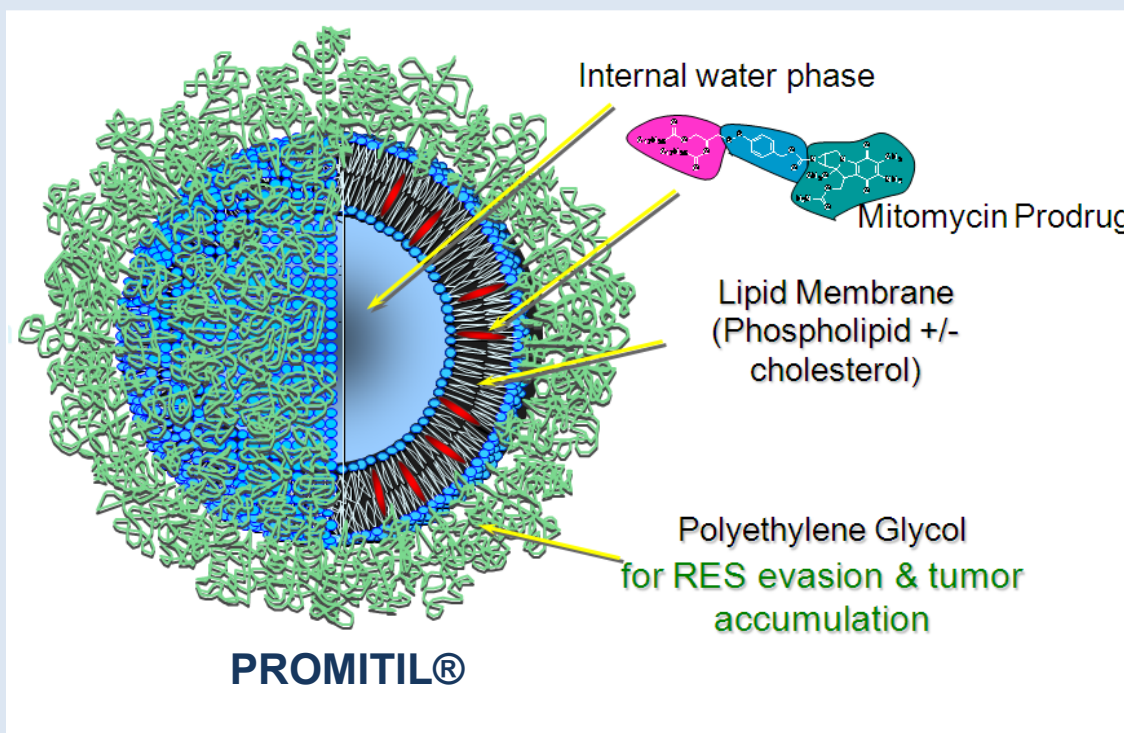 Internal water phase
Mitomycin Prodrug
Lipid Membrane
(Phospholipid +/-
cholesterol)
Polyethylene Glycol
for RES evasion & tumor
accumulation
PROMITIL®